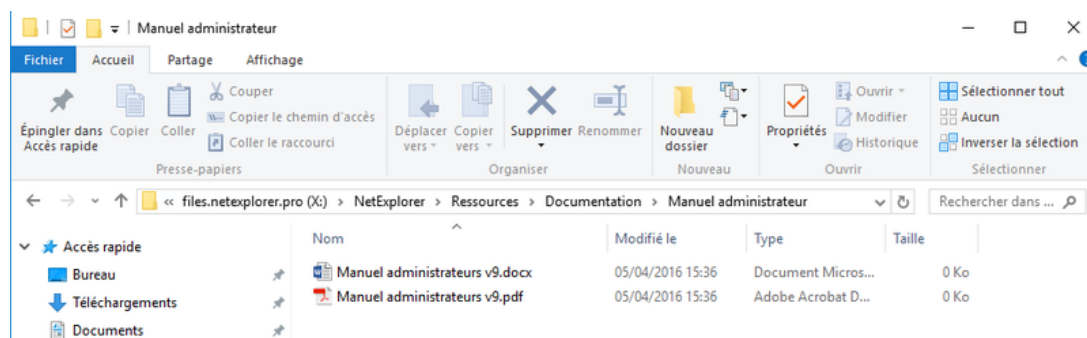 Manuel administrateur
Fichier Accueil Partage Affichage
Épingler dans Accès rapide
Copier
Coller
Couper
Copier le chemin d'accès
Coller le raccourci
Déplacer vers
Copier vers
Supprimer
Renommer
Nouveau dossier
Propriétés
Ouvrir
Modifier
Historique
Sélectionner tout
Aucun
Inverser la sélection
Presse-papiers Organiser Nouveau Ouvrir Sélectionner
« files.netexplorer.pro (X:) > NetExplorer > Ressources > Documentation > Manuel administrateur
Rechercher dans ...
Accès rapide
Bureau
Téléchargements
Documents
Nom Modifié le Type Taille
Manuel administrateurs v9.docx 05/04/2016 15:36 Document Micros... 0 Ko
Manuel administrateurs v9.pdf 05/04/2016 15:36 Adobe Acrobat D... 0 Ko